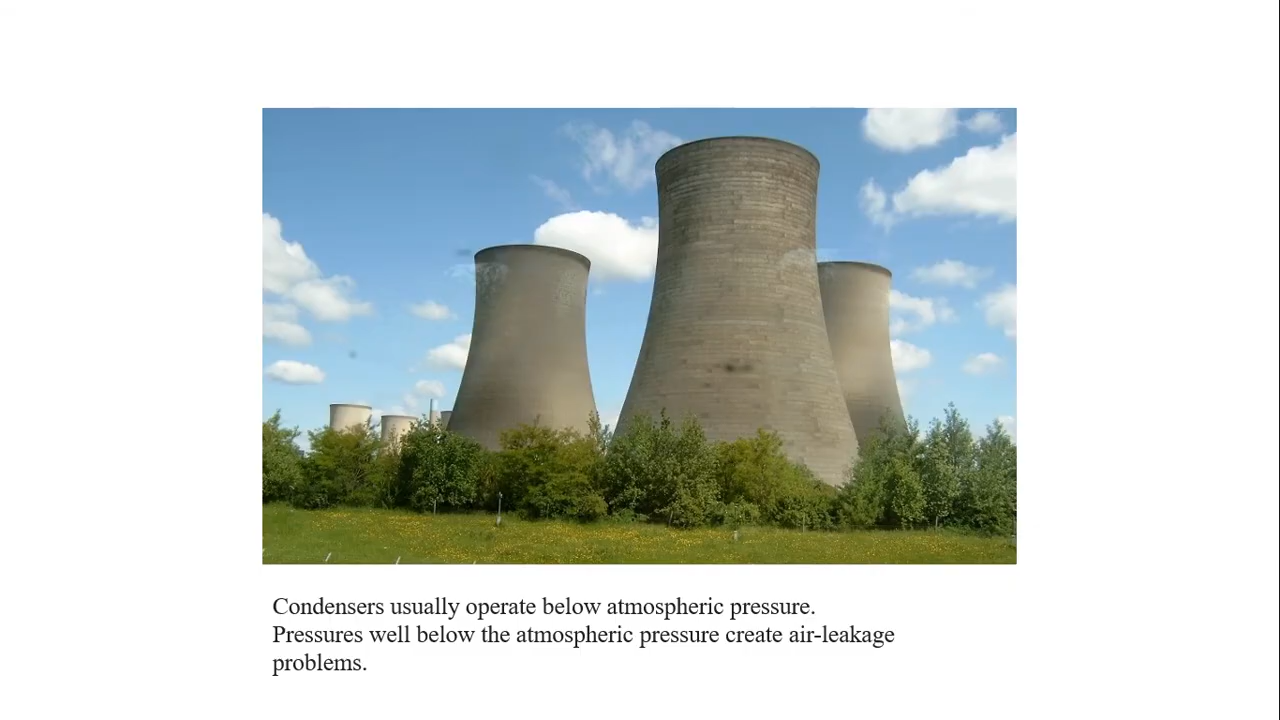 Condensers usually operate below atmospheric pressure.
Pressures well below the atmospheric pressure create air-leakage
problems.